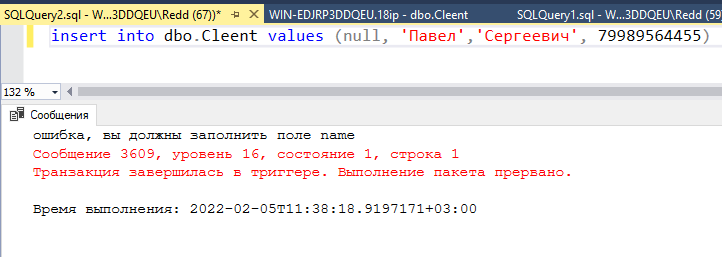 SQLQuery2.sql - W...3DDQEU\Redd (67))* WIN-EDJRP3DDQEU.18ip - dbo.Cleent SQLQuery1.sql - W...3DDQEU\Redd (59
insert into dbo.Cleent values (null, 'Павел','Сергеевич', 79989564455)
132 %
Сообщения
ошибка, вы должны заполнить поле name
Сообщение 3609, уровень 16, состояние 1, строка 1
Транзакция завершилась в триггере. Выполнение пакета прервано.
Время выполнения: 2022-02-05T11:38:18.9197171+03:00